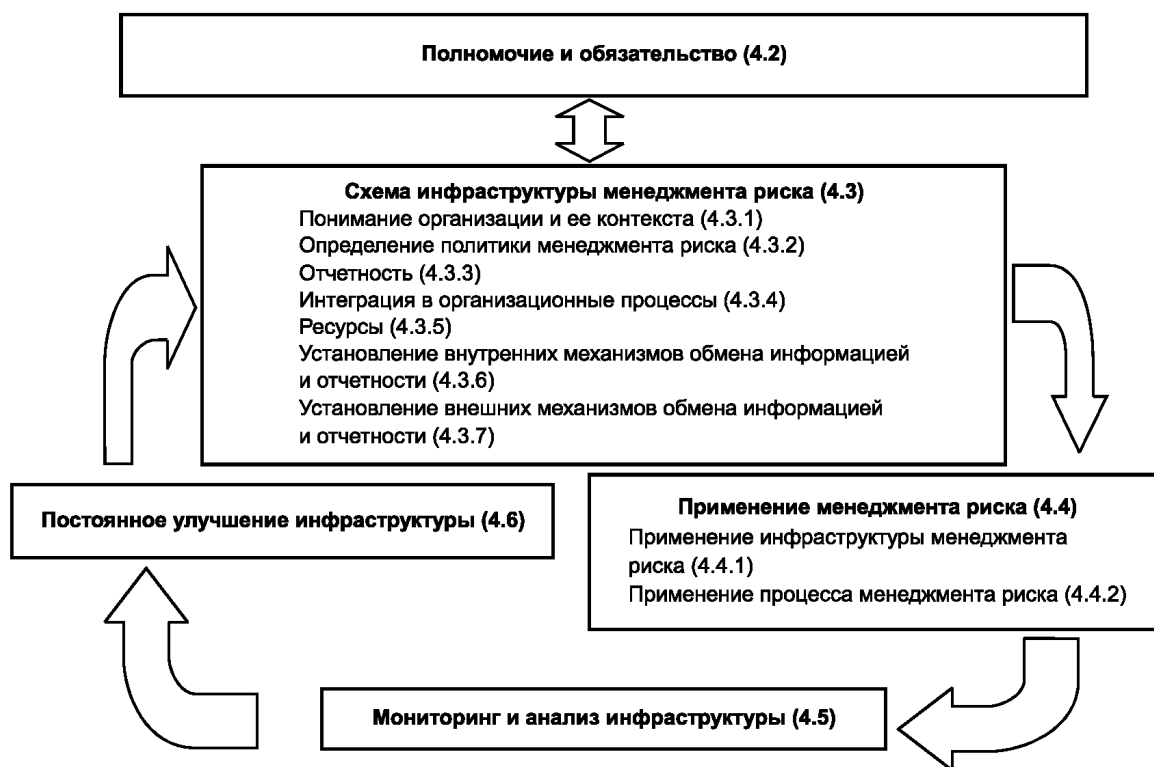 Полномочие и обязательство (4.2)
Схема инфраструктуры менеджмента риска (4.3)
Понимание организации и ее контекста (4.3.1)
Определение политики менеджмента риска (4.3.2)
Отчетность (4.3.3)
Интеграция в организационные процессы (4.3.4)
Ресурсы (4.3.5)
Установление внутренних механизмов обмена информацией
и отчетности (4.3.6)
Установление внешних механизмов обмена информацией
и отчетности (4.3.7)
Постоянное улучшение инфраструктуры (4.6)
Применение менеджмента риска (4.4)
Применение инфраструктуры менеджмента
риска (4.4.1)
Применение процесса менеджмента риска (4.4.2)
Мониторинг и анализ инфраструктуры (4.5)